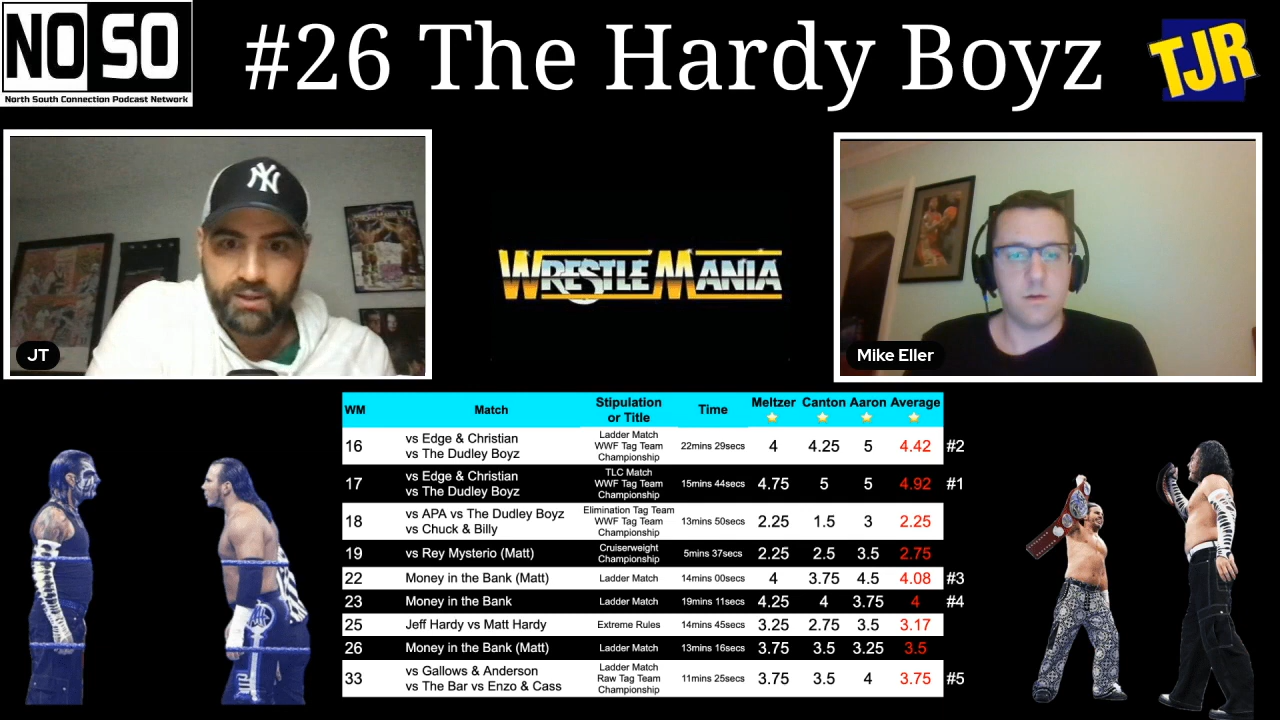 NO SO
North South Connection Podcast Network
#26 The Hardy Boyz
TJR
NY
JT
WRESTLEMANIA
Mike Eller
WM Match Stipulation or Title Time Meltzer Canton Aaron Average
16 vs Edge & Christian vs The Dudley Boyz Ladder Match WWF Tag Team Championship 22mins 29secs 4 4.25 5 4.42 #2
17 vs Edge & Christian vs The Dudley Boyz TLC Match WWF Tag Team Championship 15mins 44secs 4.75 5 5 4.92 #1
18 vs APA vs The Dudley Boyz vs Chuck & Billy Elimination Tag Team WWF Tag Team Championship 13mins 50secs 2.25 1.5 3 2.25
19 vs Rey Mysterio (Matt) Cruiserweight Championship 5mins 37secs 2.25 2.5 3.5 2.75
22 Money in the Bank (Matt) Ladder Match 14mins 00secs 4 3.75 4.5 4.08 #3
23 Money in the Bank Ladder Match 19mins 11secs 4.25 4 3.75 4 #4
25 Jeff Hardy vs Matt Hardy Extreme Rules 14mins 45secs 3.25 2.75 3.5 3.17
26 Money in the Bank (Matt) Ladder Match 13mins 16secs 3.75 3.5 3.25 3.5
33 vs Gallows & Anderson vs The Bar vs Enzo & Cass Ladder Match Raw Tag Team Championship 11mins 25secs 3.75 3.5 4 3.75 #5